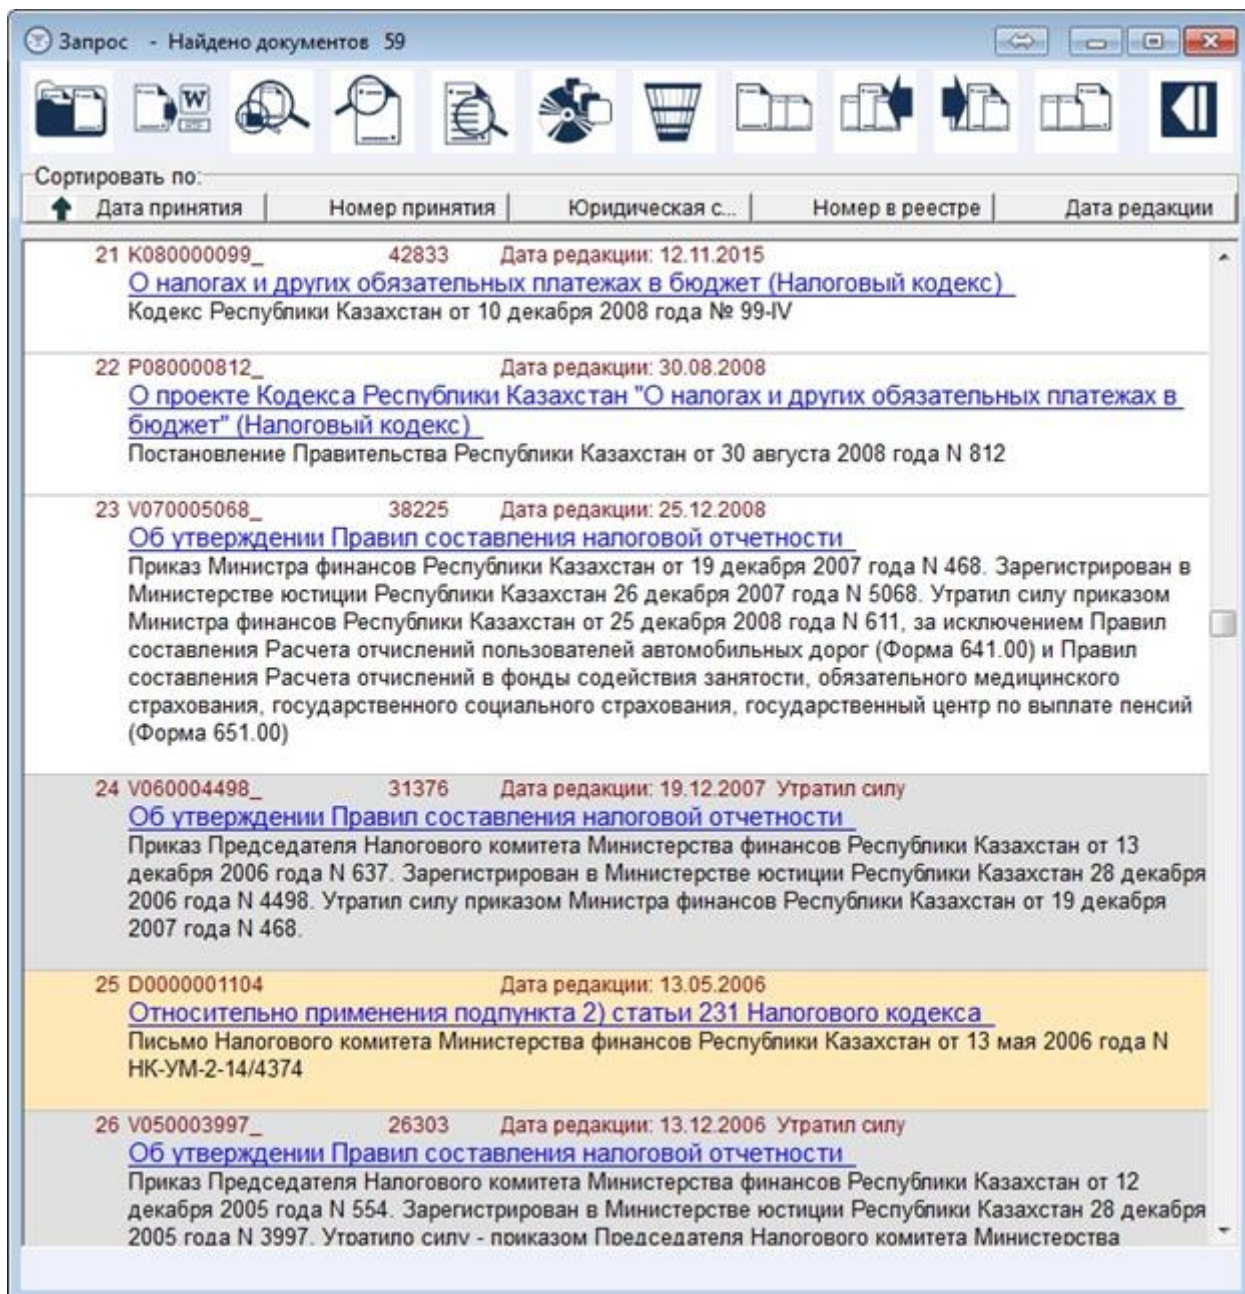 Запрос - Найдено документов 59
W
Сортировать по:
Дата принятия Номер принятия Юридическая с... Номер в реестре Дата редакции
21 K080000099_ 42833 Дата редакции: 12.11.2015
О налогах и других обязательных платежах в бюджет (Налоговый кодекс)
Кодекс Республики Казахстан от 10 декабря 2008 года № 99-IV
22 P080000812_ Дата редакции: 30.08.2008
О проекте Кодекса Республики Казахстан "О налогах и других обязательных платежах в
бюджет" (Налоговый кодекс)
Постановление Правительства Республики Казахстан от 30 августа 2008 года N 812
23 V070005068_ 38225 Дата редакции: 25.12.2008
Об утверждении Правил составления налоговой отчетности
Приказ Министра финансов Республики Казахстан от 19 декабря 2007 года N 468. Зарегистрирован в
Министерстве юстиции Республики Казахстан 26 декабря 2007 года N 5068. Утратил силу приказом
Министра финансов Республики Казахстан от 25 декабря 2008 года N 611, за исключением Правил
составления Расчета отчислений пользователей автомобильных дорог (Форма 641.00) и Правил
составления Расчета отчислений в фонды содействия занятости, обязательного медицинского
страхования, государственного социального страхования, государственный центр по выплате пенсий
(Форма 651.00)
24 V060004498_ 31376 Дата редакции: 19.12.2007 Утратил силу
Об утверждении Правил составления налоговой отчетности
Приказ Председателя Налогового комитета Министерства финансов Республики Казахстан от 13
декабря 2006 года N 637. Зарегистрирован в Министерстве юстиции Республики Казахстан 28 декабря
2006 года N 4498. Утратил силу приказом Министра финансов Республики Казахстан от 19 декабря
2007 года N 468.
25 D0000001104 Дата редакции: 13.05.2006
Относительно применения подпункта 2) статьи 231 Налогового кодекса
Письмо Налогового комитета Министерства финансов Республики Казахстан от 13 мая 2006 года N
НК-УМ-2-14/4374
26 V050003997_ 26303 Дата редакции: 13.12.2006 Утратил силу
Об утверждении Правил составления налоговой отчетности
Приказ Председателя Налогового комитета Министерства финансов Республики Казахстан от 12
декабря 2005 года N 554. Зарегистрирован в Министерстве юстиции Республики Казахстан 28 декабря
2005 года N 3997. Утратило силу - приказом Председателя Налогового комитета Министерства